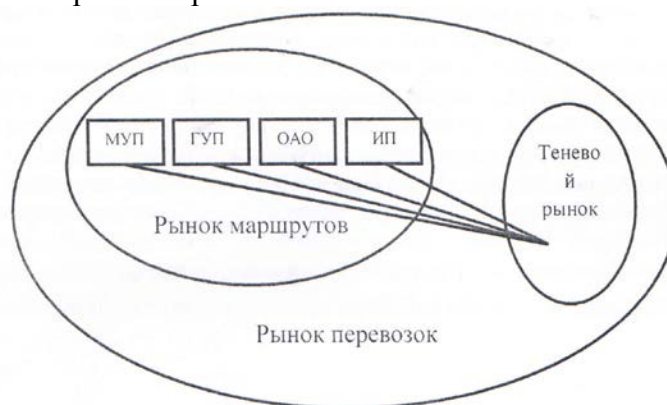 МУП ГУП ОАО ИП
Тенево
й
рынок
Рынок маршрутов
Рынок перевозок